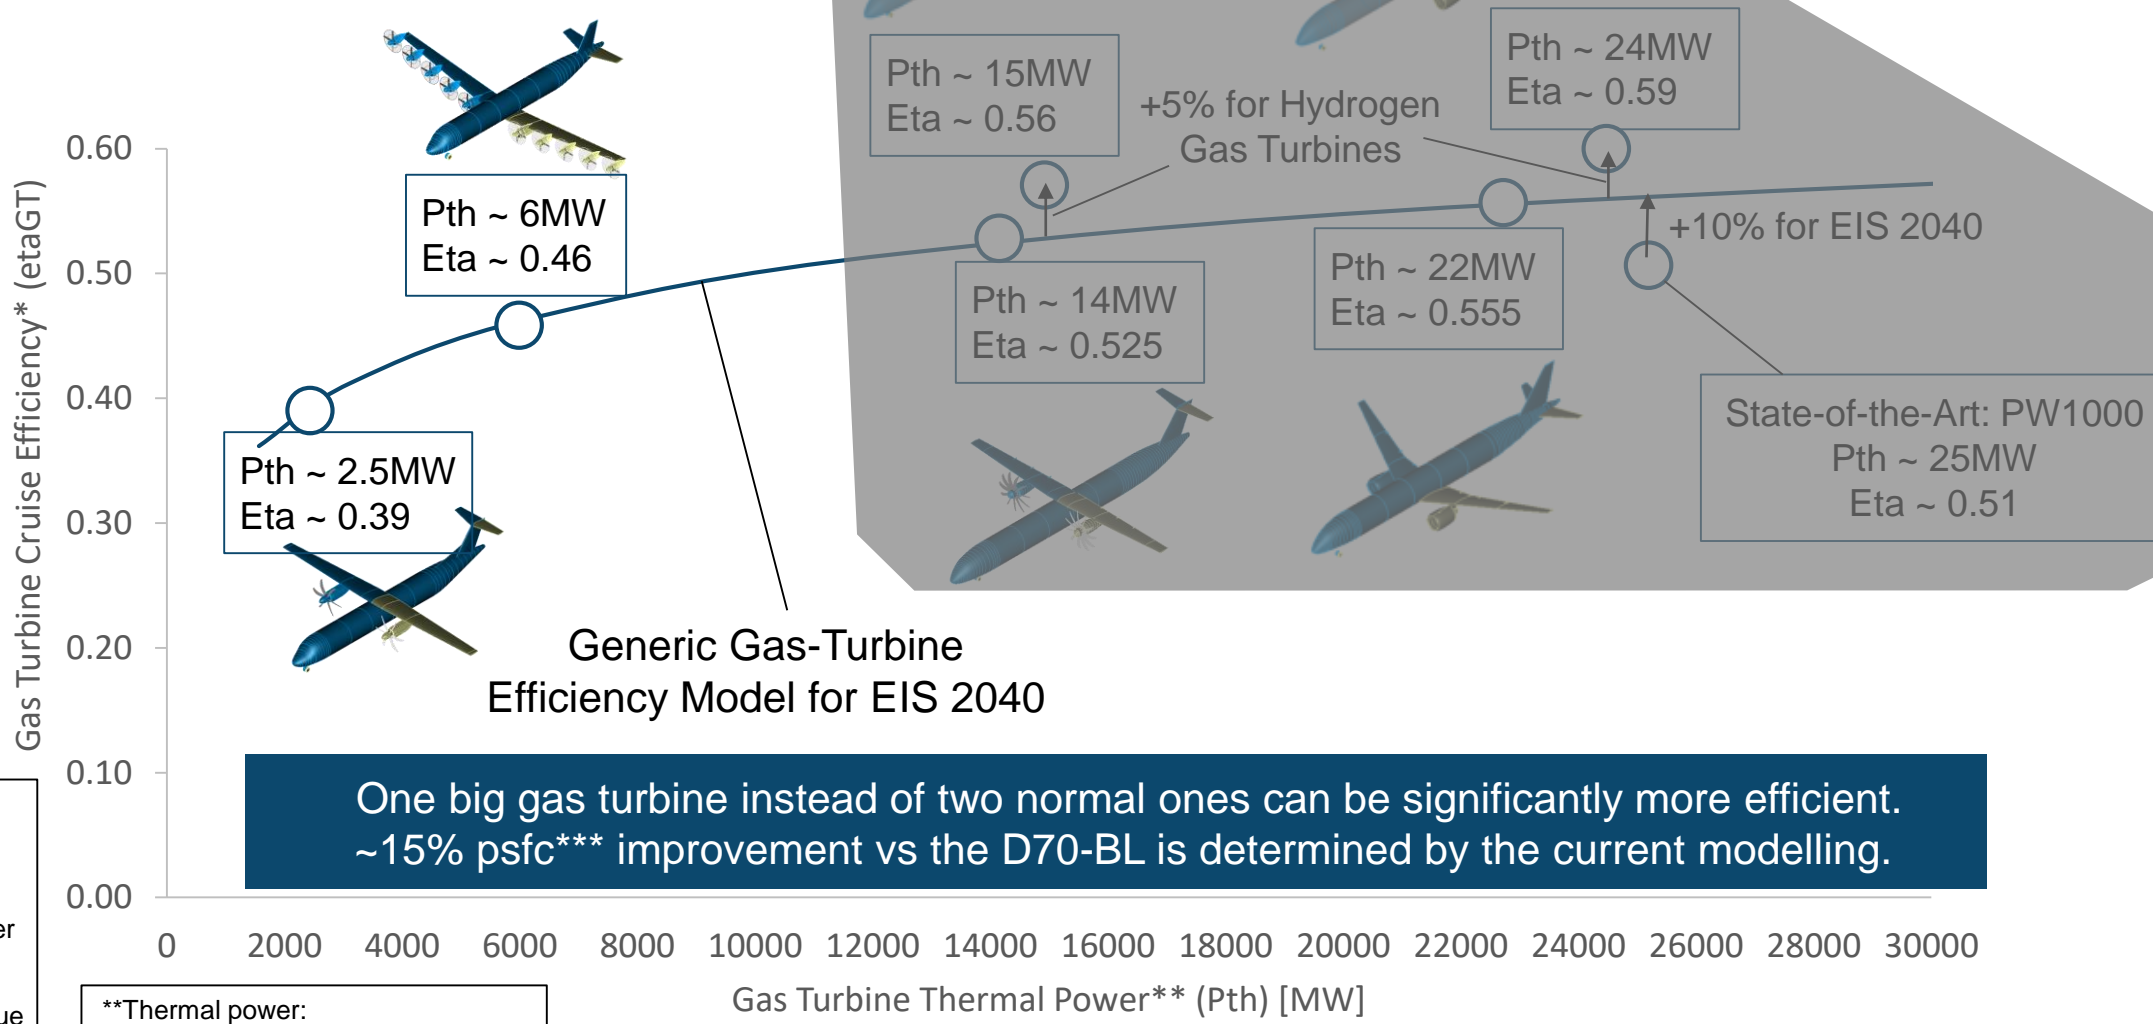 Pth ~ 24MW
Eta ~ 0.59
Pth ~ 15MW
Eta ~ 0.56
+5% for Hydrogen
Gas Turbines
0.60
Pth ~ 6MW
Eta ~ 0.46
+10% for EIS 2040
0.50
Pth ~ 22MW
Eta ~ 0.555
Pth ~ 14MW
Eta ~ 0.525
0.40
State-of-the-Art: PW1000
Pth ~ 25MW
Eta ~ 0.51
Pth ~ 2.5MW
Eta ~ 0.39
0.30
Gas Turbine Cruise Efficiency* (etaGT)
0.20
Generic Gas-Turbine
Efficiency Model for EIS 2040
0.10
One big gas turbine instead of two normal ones can be significantly more efficient.
~15% psfc*** improvement vs the D70-BL is determined by the current modelling.
0.00
0 2000 4000 6000 8000 10000 12000 14000 16000 18000 20000 22000 24000 26000 28000 30000
Gas Turbine Thermal Power** (Pth) [MW]
**Thermal power: